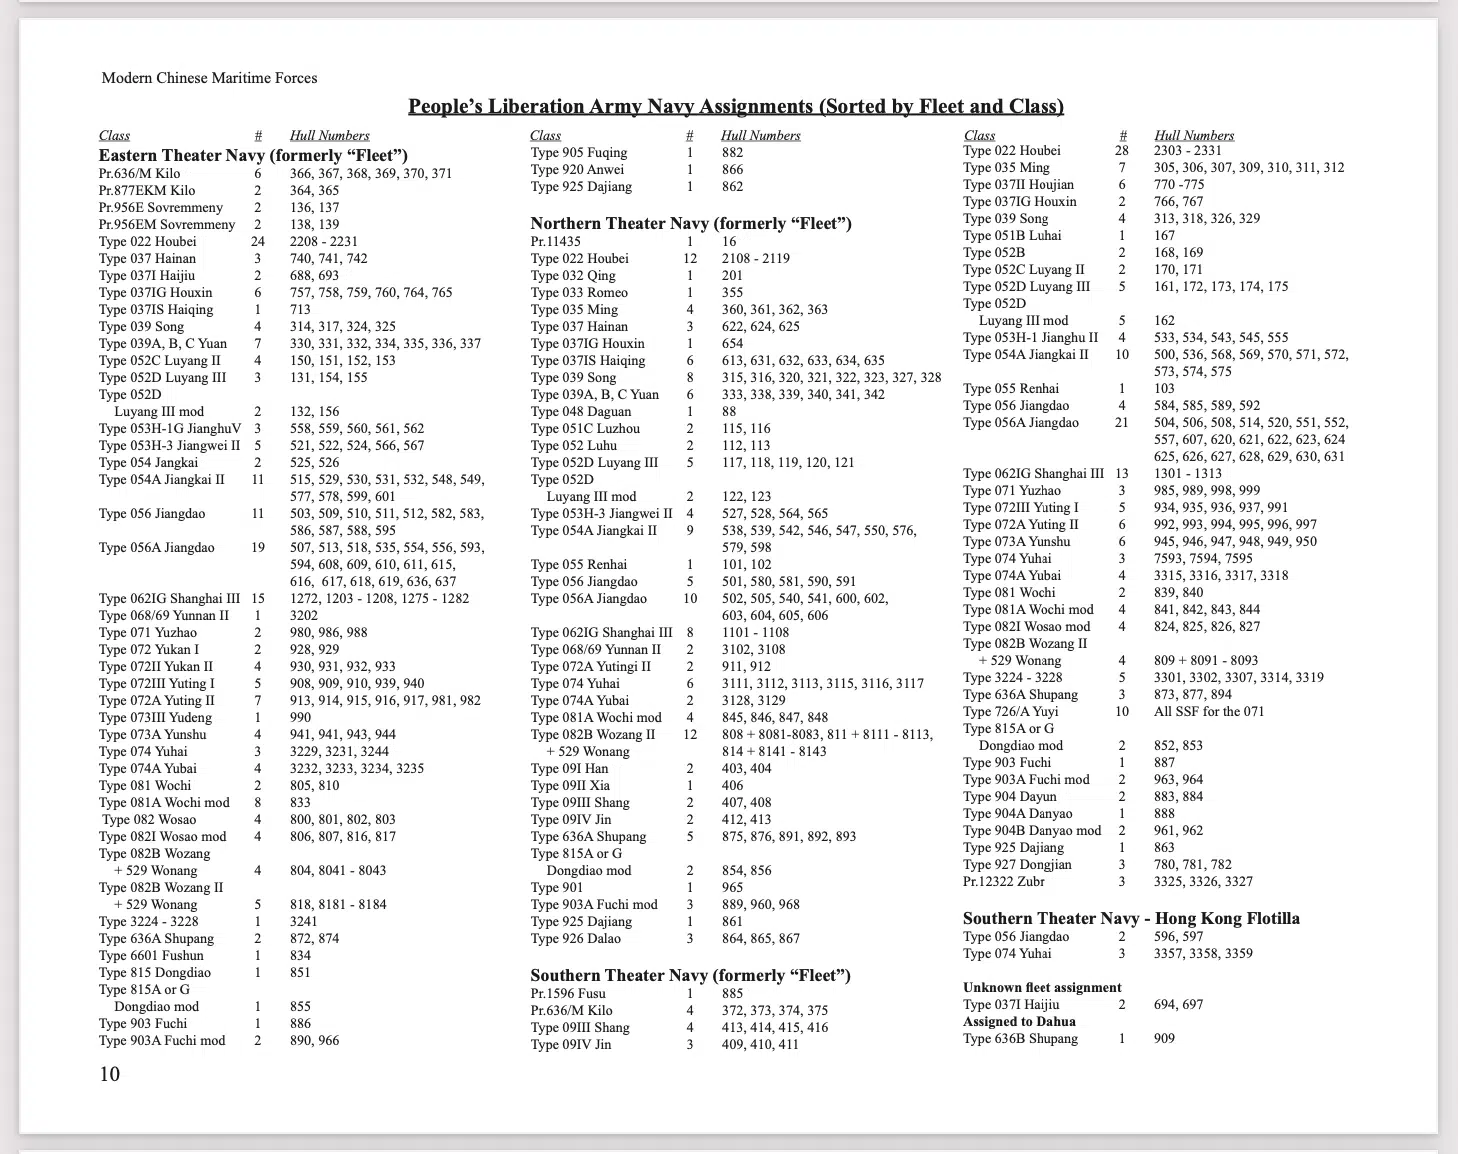 Modern Chinese Maritime Forces
People's Liberation Army Navy Assignments (Sorted by Fleet and Class)
Class # Hull Numbers
Eastern Theater Navy (formerly “Fleet”)
Pr.636/M Kilo 6 366, 367, 368, 369, 370, 371
Pr.877EKM Kilo 2 364, 365
Pr.956E Sovremmeny 2 136, 137
Pr.956EM Sovremmeny 2 138, 139
Type 022 Houbei 24 2208 - 2231
Type 037 Hainan 3 740, 741, 742
Type 037I Haijiu 2 688, 693
Type 037IG Houxin 6 757, 758, 759, 760, 764, 765
Type 037IS Haiqing 1 713
Type 039 Song 4 314, 317, 324, 325
Type 039A, B, C Yuan 7 330, 331, 332, 334, 335, 336, 337
Type 052C Luyang II 4 150, 151, 152, 153
Type 052D Luyang III 3 131, 154, 155
Type 052D
Luyang III mod 2 132, 156
Type 053H-1G JianghuV 3 558, 559, 560, 561, 562
Type 053H-3 Jiangwei II 5 521, 522, 524, 566, 567
Type 054 Jangkai 2 525, 526
Type 054A Jiangkai II 11 515, 529, 530, 531, 532, 548, 549,
577, 578, 599, 601
Type 056 Jiangdao 11 503, 509, 510, 511, 512, 582, 583,
586, 587, 588, 595
Type 056A Jiangdao 19 507, 513, 518, 535, 554, 556, 593,
594, 608, 609, 610, 611, 615,
616, 617, 618, 619, 636, 637
Type 062IG Shanghai III 15 1272, 1203 - 1208, 1275 - 1282
Type 068/69 Yunnan II 1 3202
Type 071 Yuzhao 2 980, 986, 988
Type 072 Yukan I 2 928, 929
Type 072II Yukan II 4 930, 931, 932, 933
Type 072III Yuting I 5 908, 909, 910, 939, 940
Type 072A Yuting II 7 913, 914, 915, 916, 917, 981, 982
Type 073III Yudeng 1 990
Type 073A Yunshu 4 941, 941, 943, 944
Type 074 Yuhai 3 3229, 3231, 3244
Type 074A Yubai 4 3232, 3233, 3234, 3235
Type 081 Wochi 2 805, 810
Type 081A Wochi mod 8 833
Type 082 Wosao 4 800, 801, 802, 803
Type 082I Wosao mod 4 806, 807, 816, 817
Type 082B Wozang
+ 529 Wonang 4 804, 8041 - 8043
Type 082B Wozang II
+ 529 Wonang 5 818, 8181 - 8184
Type 3224 - 3228 1 3241
Type 636A Shupang 2 872, 874
Type 6601 Fushun 1 834
Type 815 Dongdiao 1 851
Type 815A or G
Dongdiao mod 1 855
Type 903 Fuchi 1 886
Type 903A Fuchi mod 2 890, 966
Class # Hull Numbers
Type 905 Fuqing 1 882
Type 920 Anwei 1 866
Type 925 Dajiang 1 862
Northern Theater Navy (formerly “Fleet”)
Pr.11435 1 16
Type 022 Houbei 12 2108 - 2119
Type 032 Qing 1 201
Type 033 Romeo 1 355
Type 035 Ming 4 360, 361, 362, 363
Type 037 Hainan 3 622, 624, 625
Type 037IG Houxin 1 654
Type 037IS Haiqing 6 613, 631, 632, 633, 634, 635
Type 039 Song 8 315, 316, 320, 321, 322, 323, 327, 328
Type 039A, B, C Yuan 6 333, 338, 339, 340, 341, 342
Type 048 Daguan 1 88
Type 051C Luzhou 2 115, 116
Type 052 Luhu 2 112, 113
Type 052D Luyang III 5 117, 118, 119, 120, 121
Type 052D
Luyang III mod 2 122, 123
Type 053H-3 Jiangwei II 4 527, 528, 564, 565
Type 054A Jiangkai II 9 538, 539, 542, 546, 547, 550, 576,
579, 598
Type 055 Renhai 1 101, 102
Type 056 Jiangdao 5 501, 580, 581, 590, 591
Type 056A Jiangdao 10 502, 505, 540, 541, 600, 602,
603, 604, 605, 606
Type 062IG Shanghai III 8 1101 - 1108
Type 068/69 Yunnan II 2 3102, 3108
Type 072A Yutingi II 2 911, 912
Type 074 Yuhai 6 3111, 3112, 3113, 3115, 3116, 3117
Type 074A Yubai 2 3128, 3129
Type 081A Wochi mod 4 845, 846, 847, 848
Type 082B Wozang II 12 808 + 8081-8083, 811 + 8111 - 8113,
+ 529 Wonang 814 + 8141 - 8143
Type 09I Han 2 403, 404
Type 09II Xia 1 406
Type 09III Shang 2 407, 408
Type 09IV Jin 2 412, 413
Type 636A Shupang 5 875, 876, 891, 892, 893
Type 815A or G
Dongdiao mod 2 854, 856
Type 901 1 965
Type 903A Fuchi mod 3 889, 960, 968
Type 925 Dajiang 1 861
Type 926 Dalao 3 864, 865, 867
Southern Theater Navy (formerly “Fleet”)
Pr.1596 Fusu 1 885
Pr.636/M Kilo 4 372, 373, 374, 375
Type 09III Shang 4 413, 414, 415, 416
Type 09IV Jin 3 409, 410, 411
Class # Hull Numbers
Type 022 Houbei 28 2303 - 2331
Type 035 Ming 7 305, 306, 307, 309, 310, 311, 312
Type 037II Houjian 6 770 -775
Type 037IG Houxin 2 766, 767
Type 039 Song 4 313, 318, 326, 329
Type 051B Luhai 1 167
Type 052B 2 168, 169
Type 052C Luyang II 2 170, 171
Type 052D Luyang III 5 161, 172, 173, 174, 175
Type 052D
Luyang III mod 5 162
Type 053H-1 Jianghu II 4 533, 534, 543, 545, 555
Type 054A Jiangkai II 10 500, 536, 568, 569, 570, 571, 572,
573, 574, 575
Type 055 Renhai 1 103
Type 056 Jiangdao 4 584, 585, 589, 592
Type 056A Jiangdao 21 504, 506, 508, 514, 520, 551, 552,
557, 607, 620, 621, 622, 623, 624
625, 626, 627, 628, 629, 630, 631
Type 062IG Shanghai III 13 1301 - 1313
Type 071 Yuzhao 3 985, 989, 998, 999
Type 072III Yuting I 5 934, 935, 936, 937, 991
Type 072A Yuting II 6 992, 993, 994, 995, 996, 997
Type 073A Yunshu 6 945, 946, 947, 948, 949, 950
Type 074 Yuhai 3 7593, 7594, 7595
Type 074A Yubai 4 3315, 3316, 3317, 3318
Type 081 Wochi 2 839, 840
Type 081A Wochi mod 4 841, 842, 843, 844
Type 082I Wosao mod 4 824, 825, 826, 827
Type 082B Wozang II
+ 529 Wonang 4 809 + 8091 - 8093
Type 3224 - 3228 5 3301, 3302, 3307, 3314, 3319
Type 636A Shupang 3 873, 877, 894
Type 726/A Yuyi 10 All SSF for the 071
Type 815A or G
Dongdiao mod 2 852, 853
Type 903 Fuchi 1 887
Type 903A Fuchi mod 2 963, 964
Type 904 Dayun 2 883, 884
Type 904A Danyao 1 888
Type 904B Danyao mod 2 961, 962
Type 925 Dajiang 1 863
Type 927 Dongjian 3 780, 781, 782
Pr.12322 Zubr 3 3325, 3326, 3327
Southern Theater Navy - Hong Kong Flotilla
Type 056 Jiangdao 2 596, 597
Type 074 Yuhai 3 3357, 3358, 3359
Unknown fleet assignment
Type 037I Haijiu 2 694, 697
Assigned to Dahua
Type 636B Shupang 1 909
10